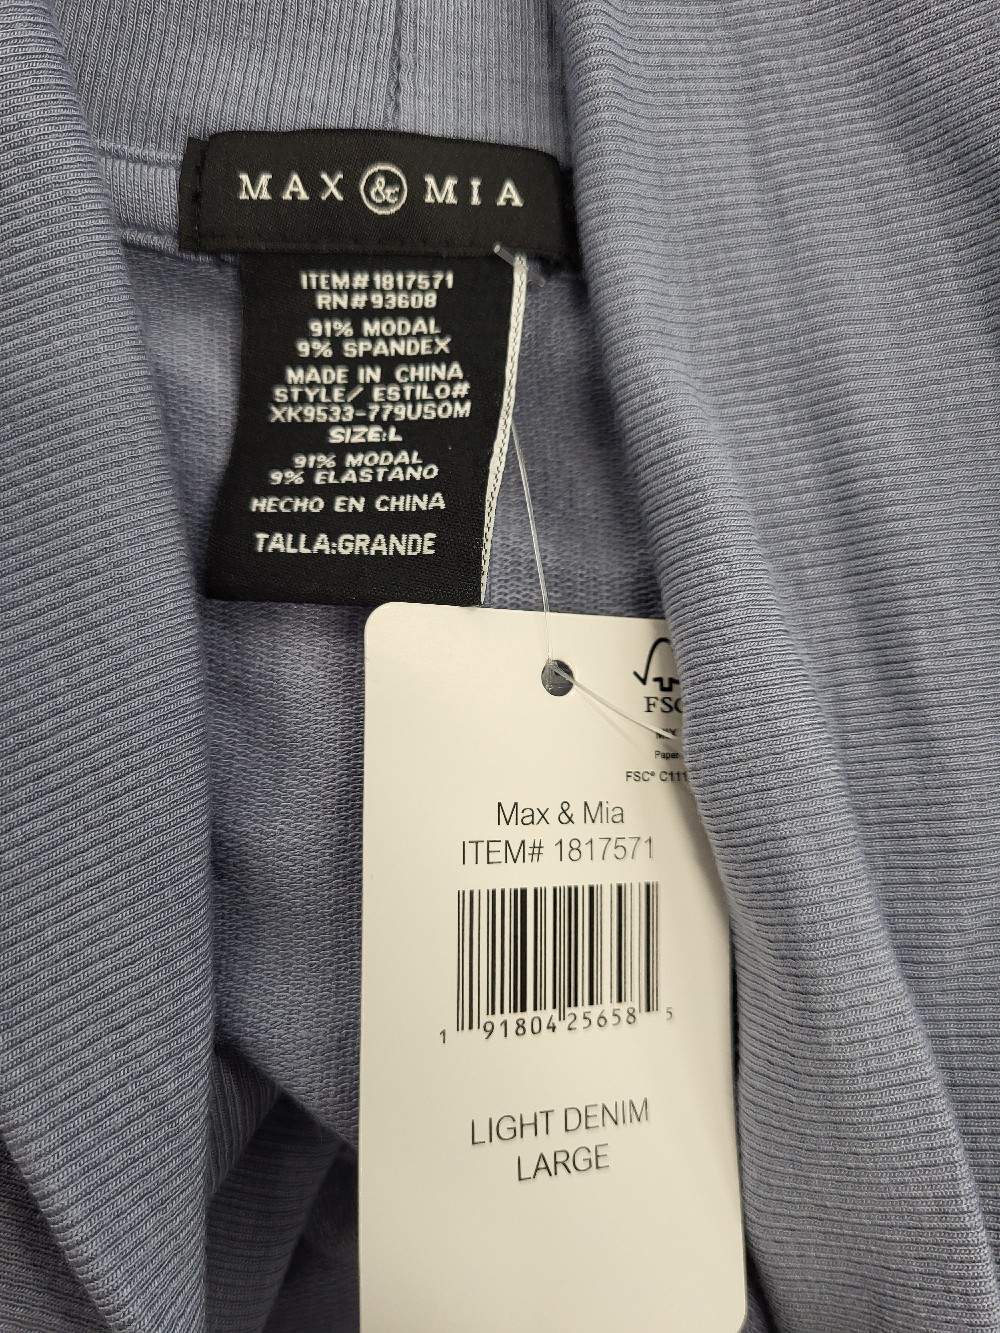 MAX & MIA
ITEM# 1817571
RN# 93608
91% MODAL
9% SPANDEX
MADE IN CHINA
STYLE/ ESTILO#
XK9533-779USOM
SIZE:L
91% MODAL
9% ELASTANO
HECHO EN CHINA
TALLA:GRANDE
FSC
Paper
FSC® C111
Max & Mia
ITEM# 1817571
1 91804 25658 5
LIGHT DENIM
LARGE